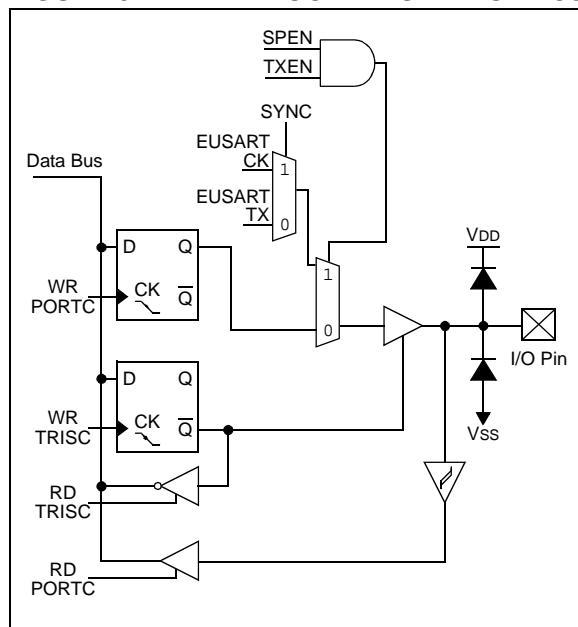 SPEN
TXEN
SYNC
EUSART
CK
1
Data Bus
EUSART
TX
0
D Q
1
VDD
WR
PORTC
CK
Q
0
I/O Pin
D Q
WR
TRISC
CK
Q
VSS
RD
TRISC
RD
PORTC